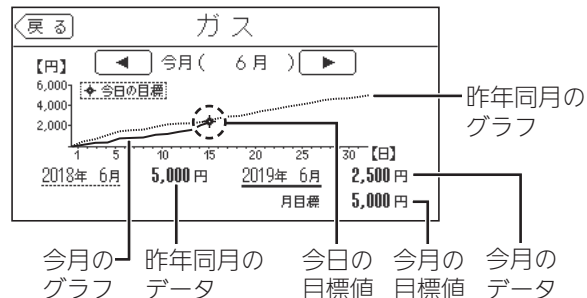 戻る
ガス
【円】
◀ 今月( 6月 ) ▶
6,000
今日の目標
4,000
2,000
1 5 10 15 20 25 30 【日】
2018年 6月 5,000円 2019年 6月 2,500円
月目標 5,000円
昨年同月の
グラフ
今月の
グラフ
昨年同月の
データ
今日の
目標値
今月の
目標値
今月の
データ